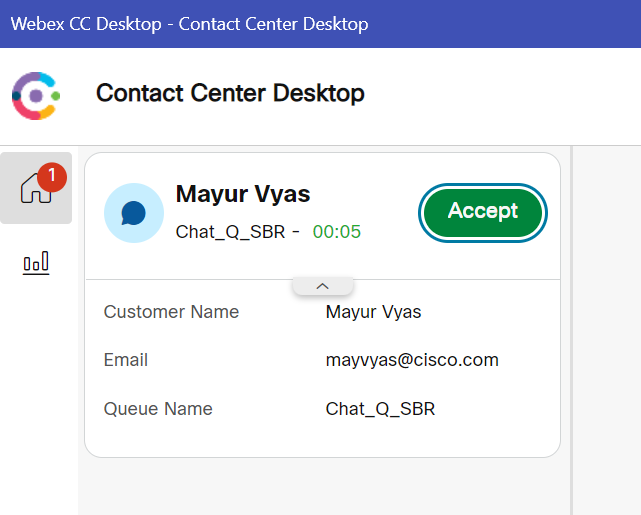 Webex CC Desktop - Contact Center Desktop
Contact Center Desktop
1
Mayur Vyas
Chat_Q_SBR - 00:05
Accept
Customer Name Mayur Vyas
Email mayvyas@cisco.com
Queue Name Chat_Q_SBR